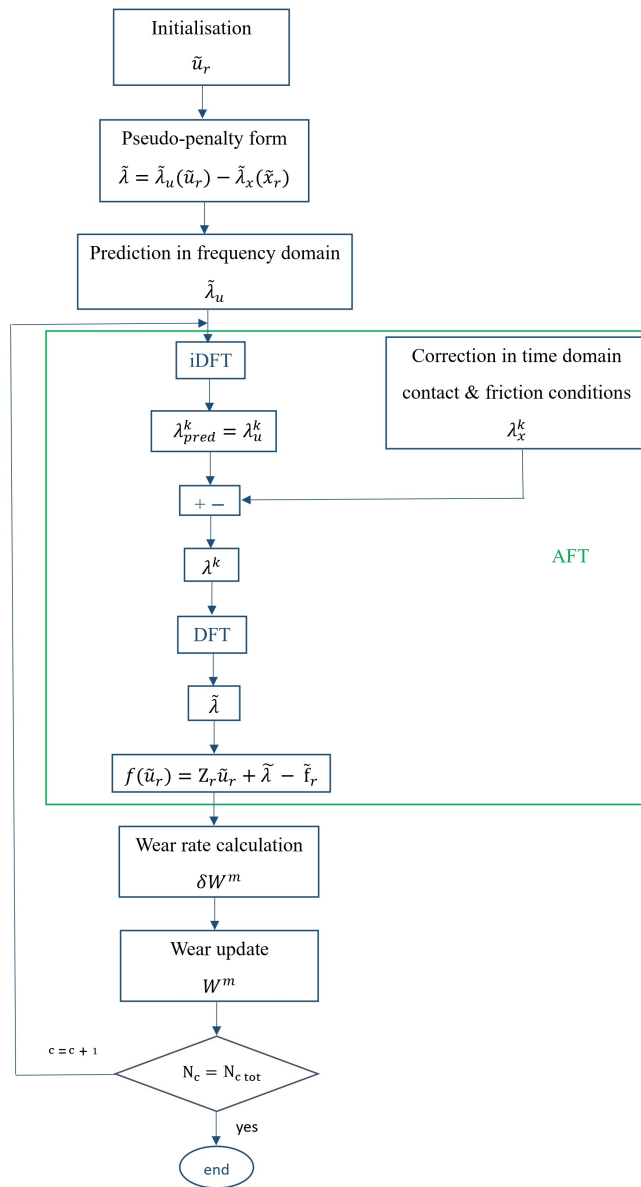 Initialisation
ũ_r
Pseudo-penalty form
λ̃ = λ̃_u(ũ_r) − λ̃_x(x̃_r)
Prediction in frequency domain
λ̃_u
iDFT
Correction in time domain
contact & friction conditions
λ_x^k
λ_pred^k = λ_u^k
+ −
λ^k
AFT
DFT
λ̃
f(ũ_r) = Z_r ũ_r + λ̃ − f̃_r
Wear rate calculation
δW^m
Wear update
W^m
c = c + 1
N_c = N_c tot
yes
end